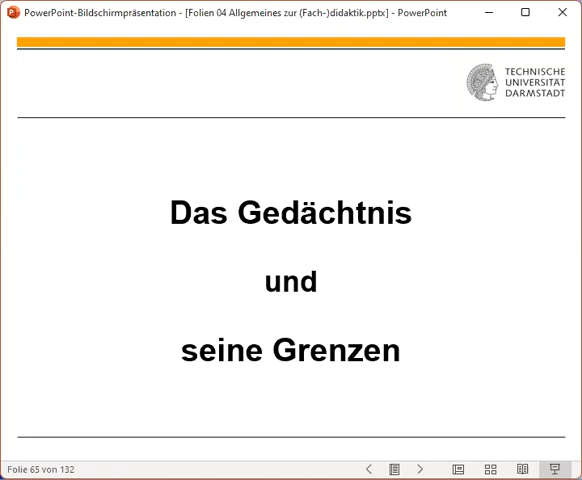 PowerPoint-Bildschirmpräsentation - [Folien 04 Allgemeines zur (Fach-)didaktik.pptx] - PowerPoint
TECHNISCHE
UNIVERSITÄT
DARMSTADT
Das Gedächtnis
und
seine Grenzen
Folie 65 von 132